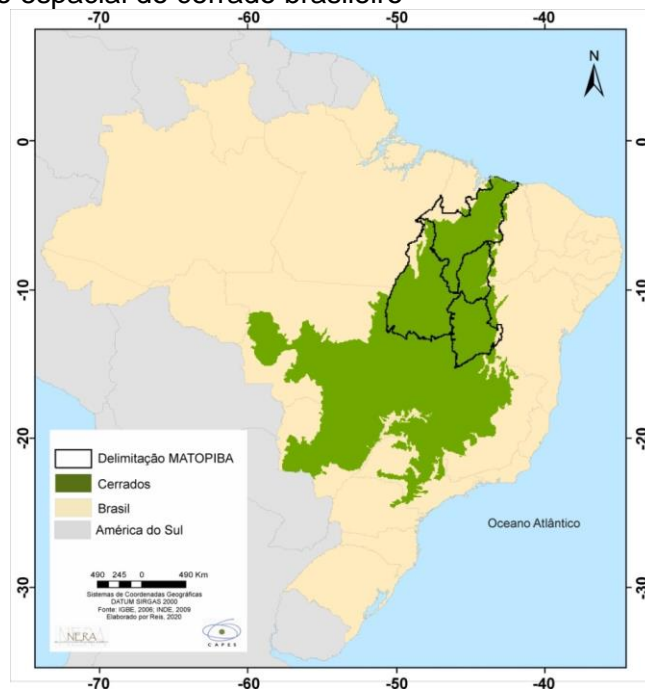 espacial do cerrado brasileiro
-70 -60 -50 -40
N
0 0
-10 -10
-20 -20
Delimitação MATOPIBA
Cerrados
Brasil
América do Sul
Oceano Atlântico
490 245 0 490 Km
Sistemas de Coordenadas Geográficas
DATUM SIRGAS 2000
Fonte: IGBE, 2006; INDE, 2009
Elaborado por Reis, 2020
-30 -30
NERA
CAPES
-70 -60 -50 -40